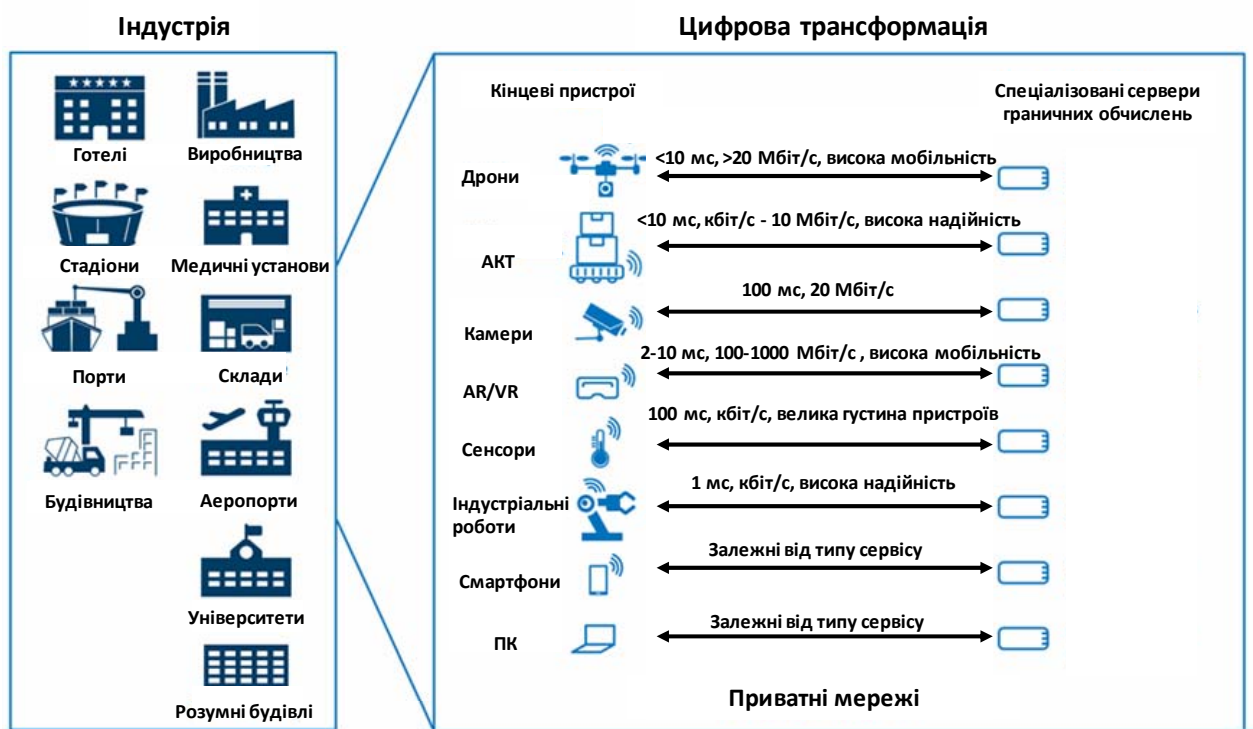 Індустрія
Готелі
Виробництва
Стадіони
Медичні установи
Порти
Склади
Будівництва
Аеропорти
Університети
Розумні будівлі
Цифрова трансформація
Кінцеві пристрої
Спеціалізовані сервери
граничних обчислень
Дрони
<10 мс, >20 Мбіт/с, висока мобільність
АКТ
<10 мс, кбіт/с - 10 Мбіт/с, висока надійність
Камери
100 мс, 20 Мбіт/с
AR/VR
2-10 мс, 100-1000 Мбіт/с , висока мобільність
Сенсори
100 мс, кбіт/с, велика густина пристроїв
Індустріальні
роботи
1 мс, кбіт/с, висока надійність
Смартфони
Залежні від типу сервісу
ПК
Залежні від типу сервісу
Приватні мережі